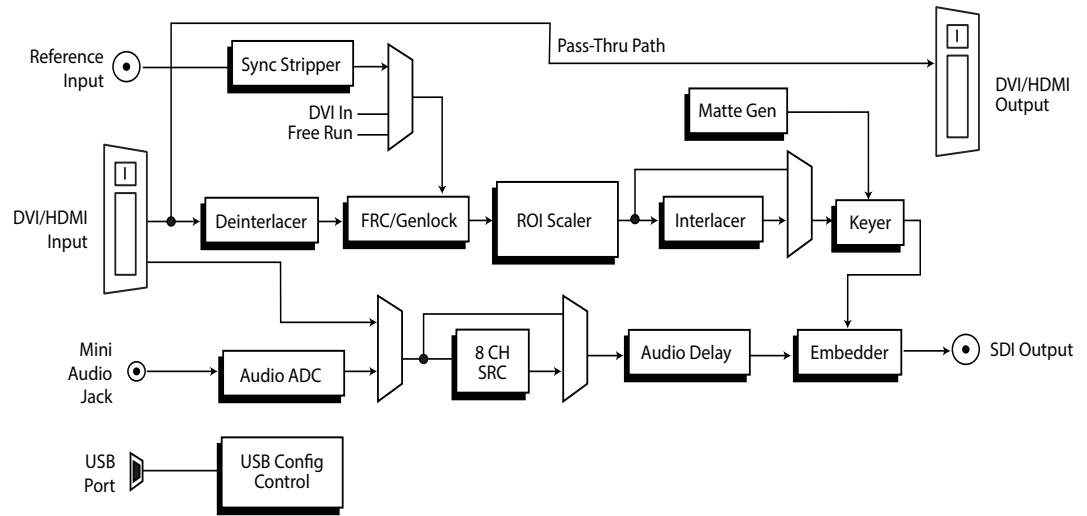 Reference
Input
Sync Stripper
DVI In
Free Run
Pass-Thru Path
DVI/HDMI
Output
Matte Gen
DVI/HDMI
Input
Deinterlacer
FRC/Genlock
ROI Scaler
Interlacer
Keyer
Mini
Audio
Jack
Audio ADC
8 CH
SRC
Audio Delay
Embedder
SDI Output
USB
Port
USB Config
Control